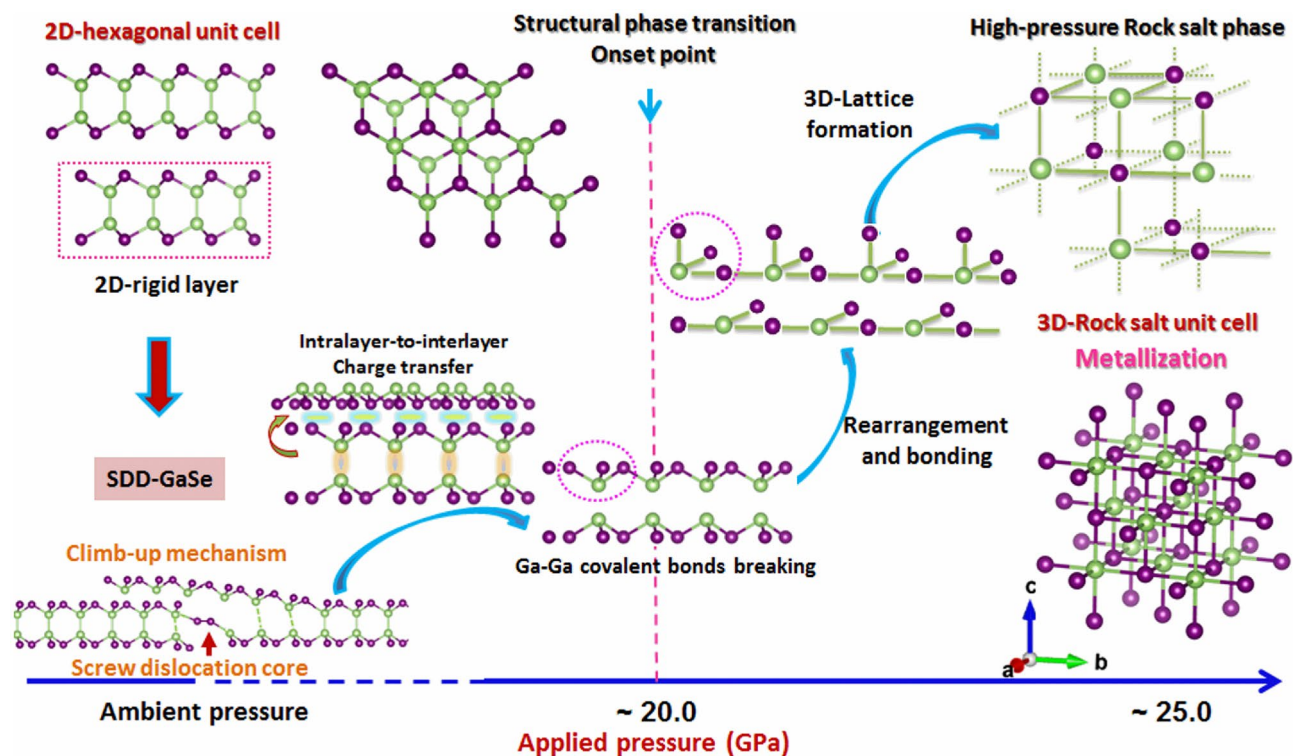 2D-hexagonal unit cell
2D-rigid layer
SDD-GaSe
Climb-up mechanism
Screw dislocation core
Intralayer-to-interlayer
Charge transfer
Structural phase transition
Onset point
Ga-Ga covalent bonds breaking
Rearrangement
and bonding
3D-Lattice
formation
High-pressure Rock salt phase
3D-Rock salt unit cell
Metallization
c
a
b
Ambient pressure
~ 20.0
~ 25.0
Applied pressure (GPa)